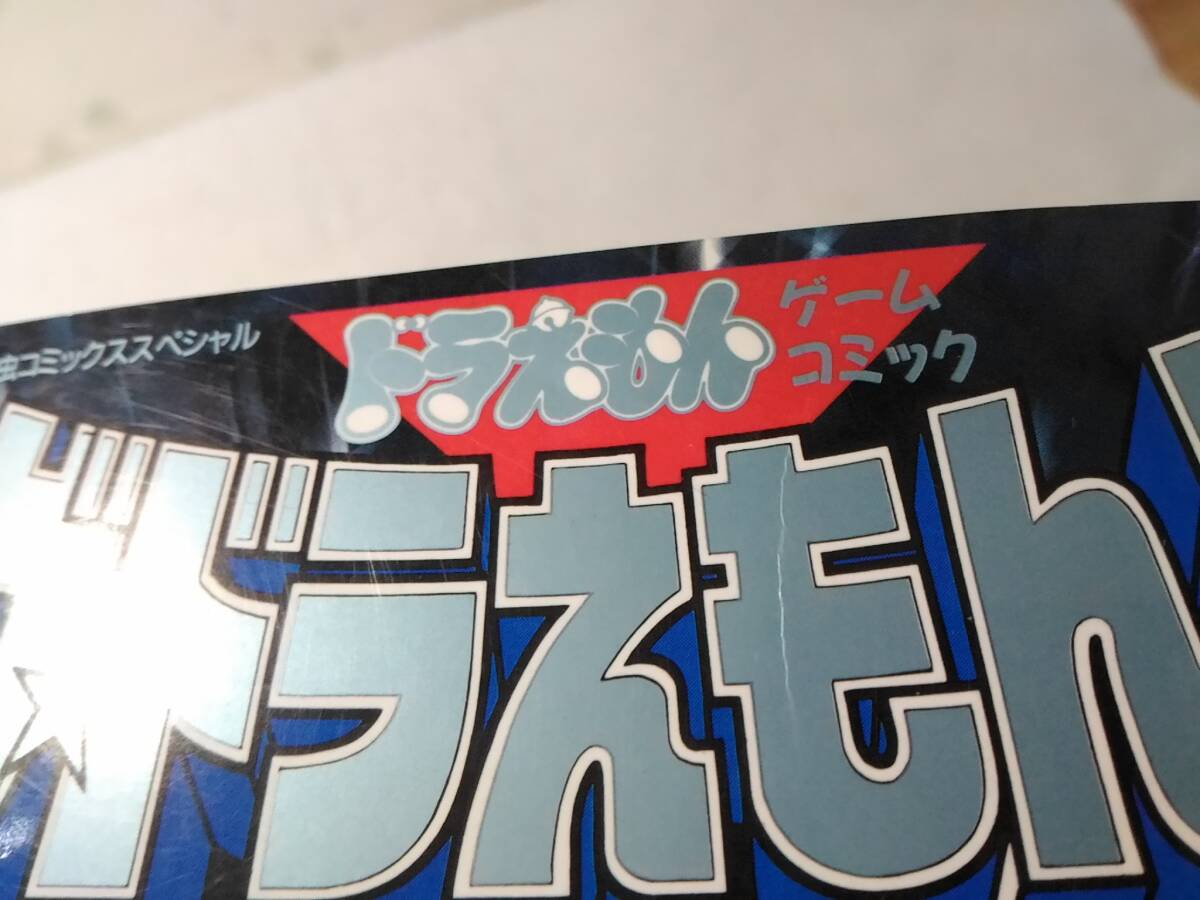 虫コミックススペシャル
ドラえもん
ゲーム
コミック
ザ☆ドラえもん